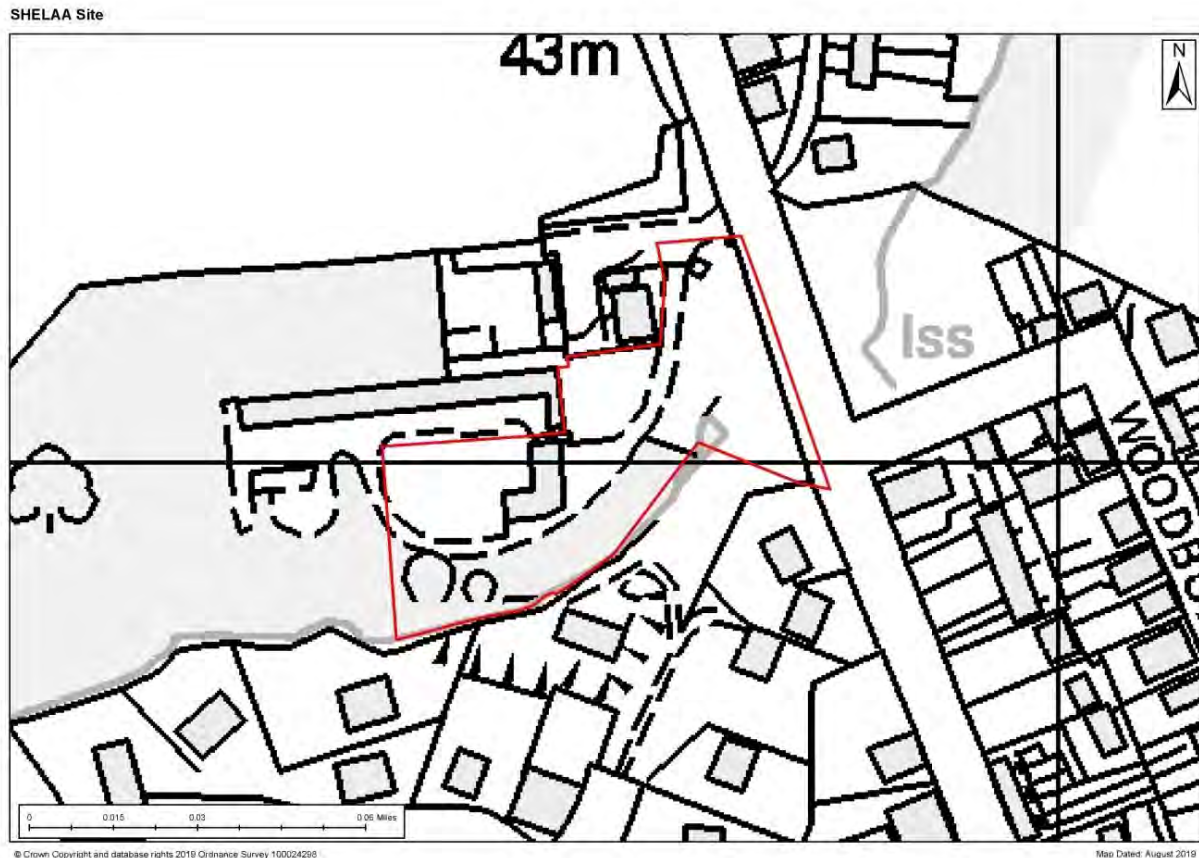 SHELAA Site
43m
N
Iss
WOODBU
0 0.015 0.03 0.06 Miles
© Crown Copyright and database rights 2019 Ordnance Survey 100024298
Map Dated: August 2019